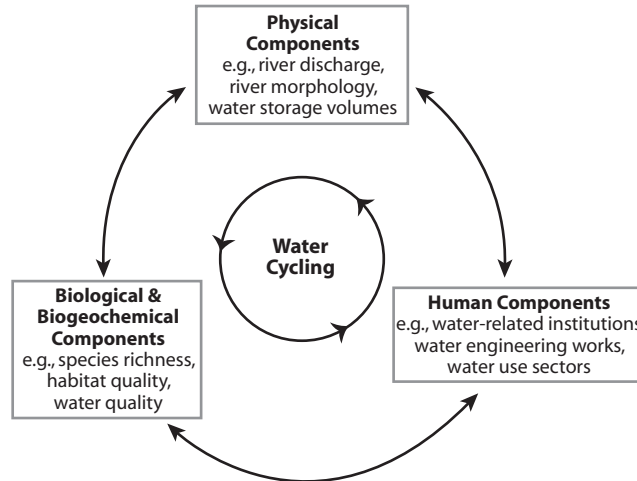 Physical
Components
e.g., river discharge,
river morphology,
water storage volumes
Water
Cycling
Biological &
Biogeochemical
Components
e.g., species richness,
habitat quality,
water quality
Human Components
e.g., water-related institutions,
water engineering works,
water use sectors